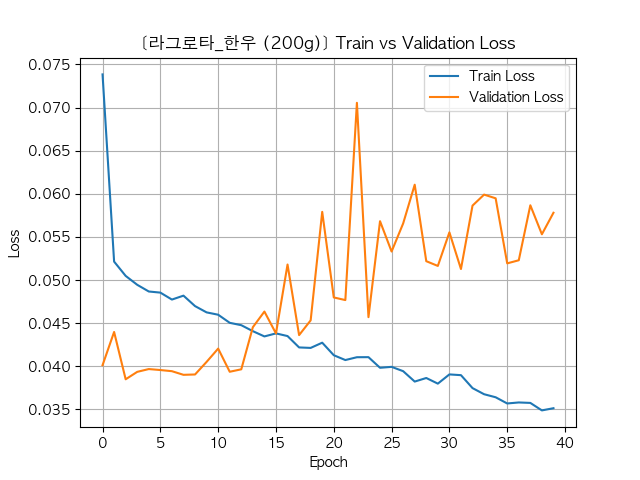 [라그로타_한우 (200g)] Train vs Validation Loss
Train Loss
Validation Loss
Loss
0.075
0.070
0.065
0.060
0.055
0.050
0.045
0.040
0.035
0 5 10 15 20 25 30 35 40
Epoch